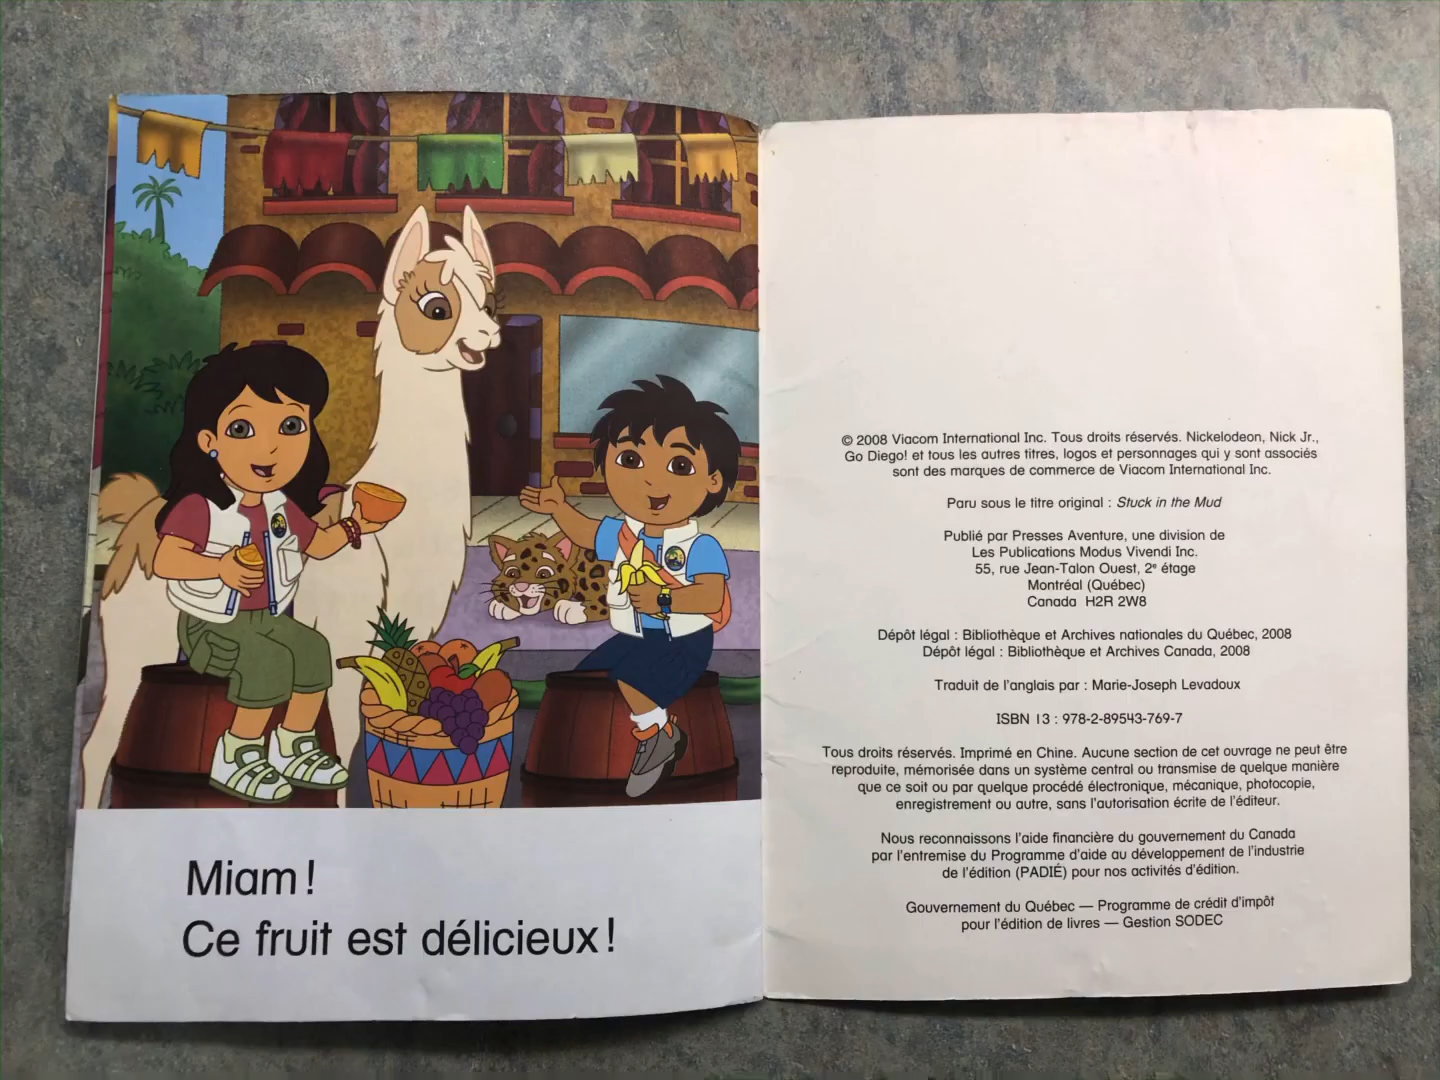 Miam !
Ce fruit est délicieux !
© 2008 Viacom International Inc. Tous droits réservés. Nickelodeon, Nick Jr.,
Go Diego! et tous les autres titres, logos et personnages qui y sont associés
sont des marques de commerce de Viacom International Inc.
Paru sous le titre original : Stuck in the Mud
Publié par Presses Aventure, une division de
Les Publications Modus Vivendi Inc.
55, rue Jean-Talon Ouest, 2e étage
Montréal (Québec)
Canada H2R 2W8
Dépôt légal : Bibliothèque et Archives nationales du Québec, 2008
Dépôt légal : Bibliothèque et Archives Canada, 2008
Traduit de l'anglais par : Marie-Joseph Levadoux
ISBN 13 : 978-2-89543-769-7
Tous droits réservés. Imprimé en Chine. Aucune section de cet ouvrage ne peut être
reproduite, mémorisée dans un système central ou transmise de quelque manière
que ce soit ou par quelque procédé électronique, mécanique, photocopie,
enregistrement ou autre, sans l'autorisation écrite de l'éditeur.
Nous reconnaissons l'aide financière du gouvernement du Canada
par l'entremise du Programme d'aide au développement de l'industrie
de l'édition (PADIÉ) pour nos activités d'édition.
Gouvernement du Québec — Programme de crédit d'impôt
pour l'édition de livres — Gestion SODEC